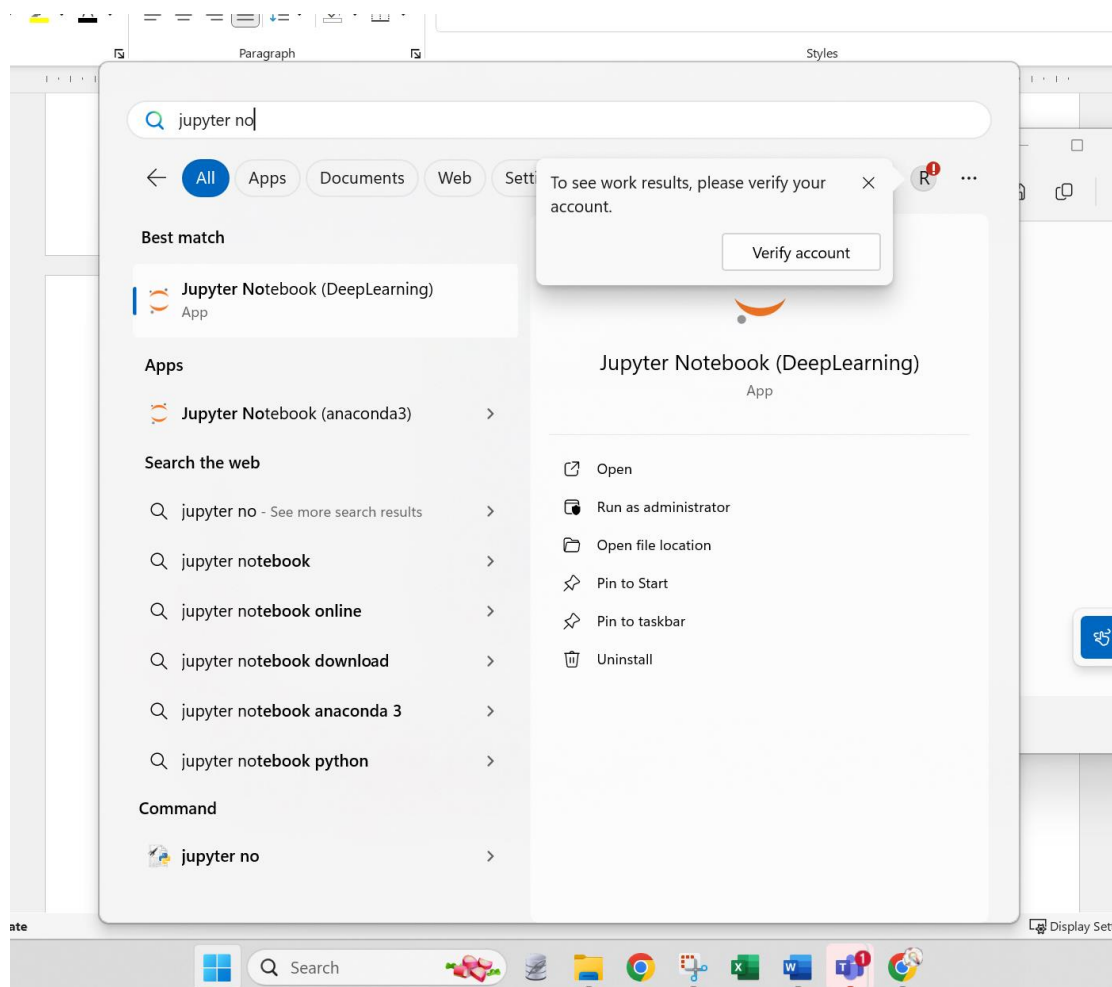 Paragraph
Styles
jupyter no
All
Apps
Documents
Web
To see work results, please verify your
account.
Verify account
R
Best match
Jupyter Notebook (DeepLearning)
App
Apps
Jupyter Notebook (anaconda3)
Search the web
jupyter no - See more search results
jupyter notebook
jupyter notebook online
jupyter notebook download
jupyter notebook anaconda 3
jupyter notebook python
Command
jupyter no
Jupyter Notebook (DeepLearning)
App
Open
Run as administrator
Open file location
Pin to Start
Pin to taskbar
Uninstall
ate
Display Set
Search
1